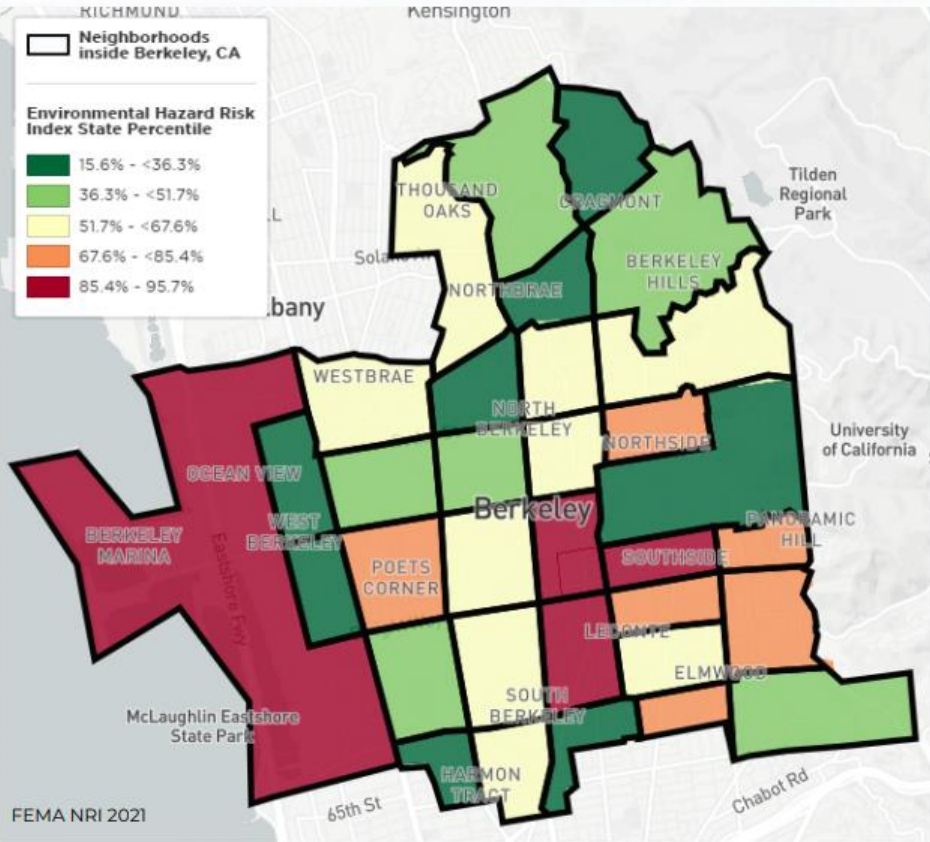 RICHMOND
Kensington
Neighborhoods
inside Berkeley, CA
Environmental Hazard Risk
Index State Percentile
15.6% - <36.3%
36.3% - <51.7%
51.7% - <67.6%
67.6% - <85.4%
85.4% - 95.7%
LL
Tilden
Regional
Park
THOUSAND
OAKS
CRAGMONT
Solano
BERKELEY
HILLS
NORTHBRAE
lbany
WESTBRAE
NORTH
BERKELEY
NORTHSIDE
University
of California
OCEAN VIEW
Berkeley
WEST
BERKELEY
PANORAMIC
HILL
BERKELEY
MARINA
Eastshore Fwy
SOUTHSIDE
POETS
CORNER
LECONTE
ELMWOOD
SOUTH
BERKELEY
McLaughlin Eastshore
State Park
HARMON
TRACT
65th St
Chabot Rd
FEMA NRI 2021